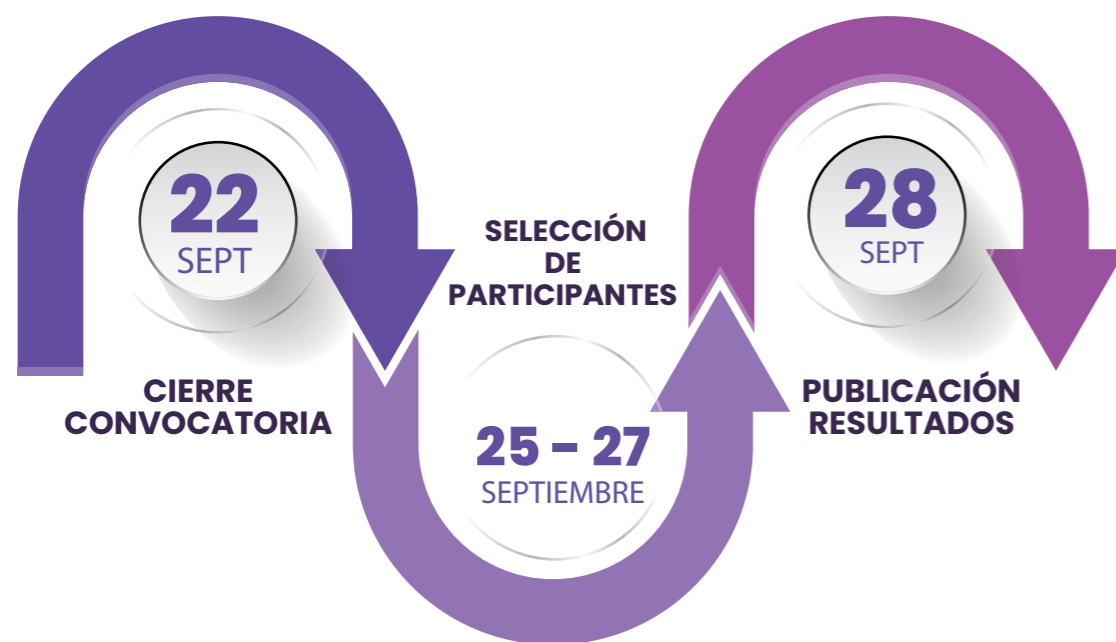 22
SEPT
CIERRE
CONVOCATORIA
SELECCIÓN
DE
PARTICIPANTES
25 – 27
SEPTIEMBRE
28
SEPT
PUBLICACIÓN
RESULTADOS